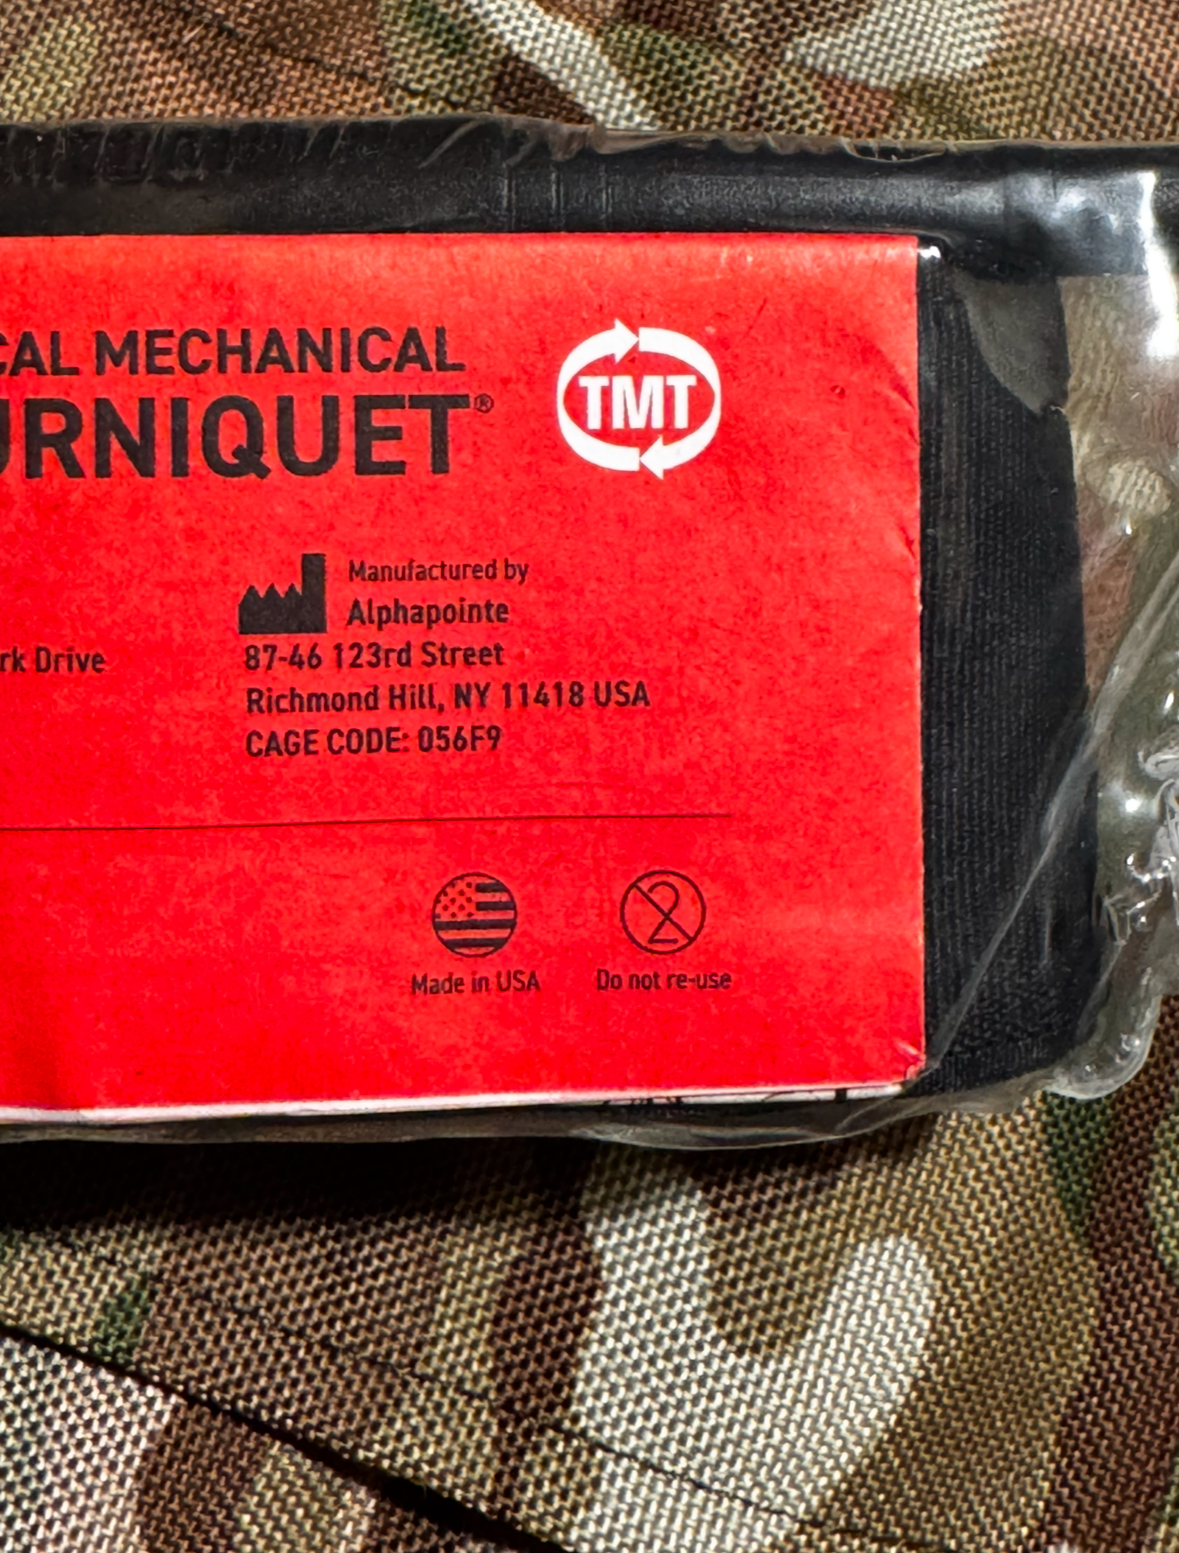 CAL MECHANICAL
URNIQUET®
TMT
Manufactured by
Alphapointe
rk Drive
87-46 123rd Street
Richmond Hill, NY 11418 USA
CAGE CODE: 056F9
2
Made in USA
Do not re-use